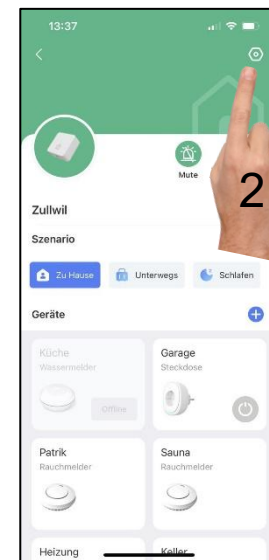 13:37
Mute
2
Zullwil
Szenario
Zu Hause
Unterwegs
Schlafen
Geräte
Küche
Wassermelder
Offline
Garage
Steckdose
Patrik
Rauchmelder
Sauna
Rauchmelder
Heizung
Keller